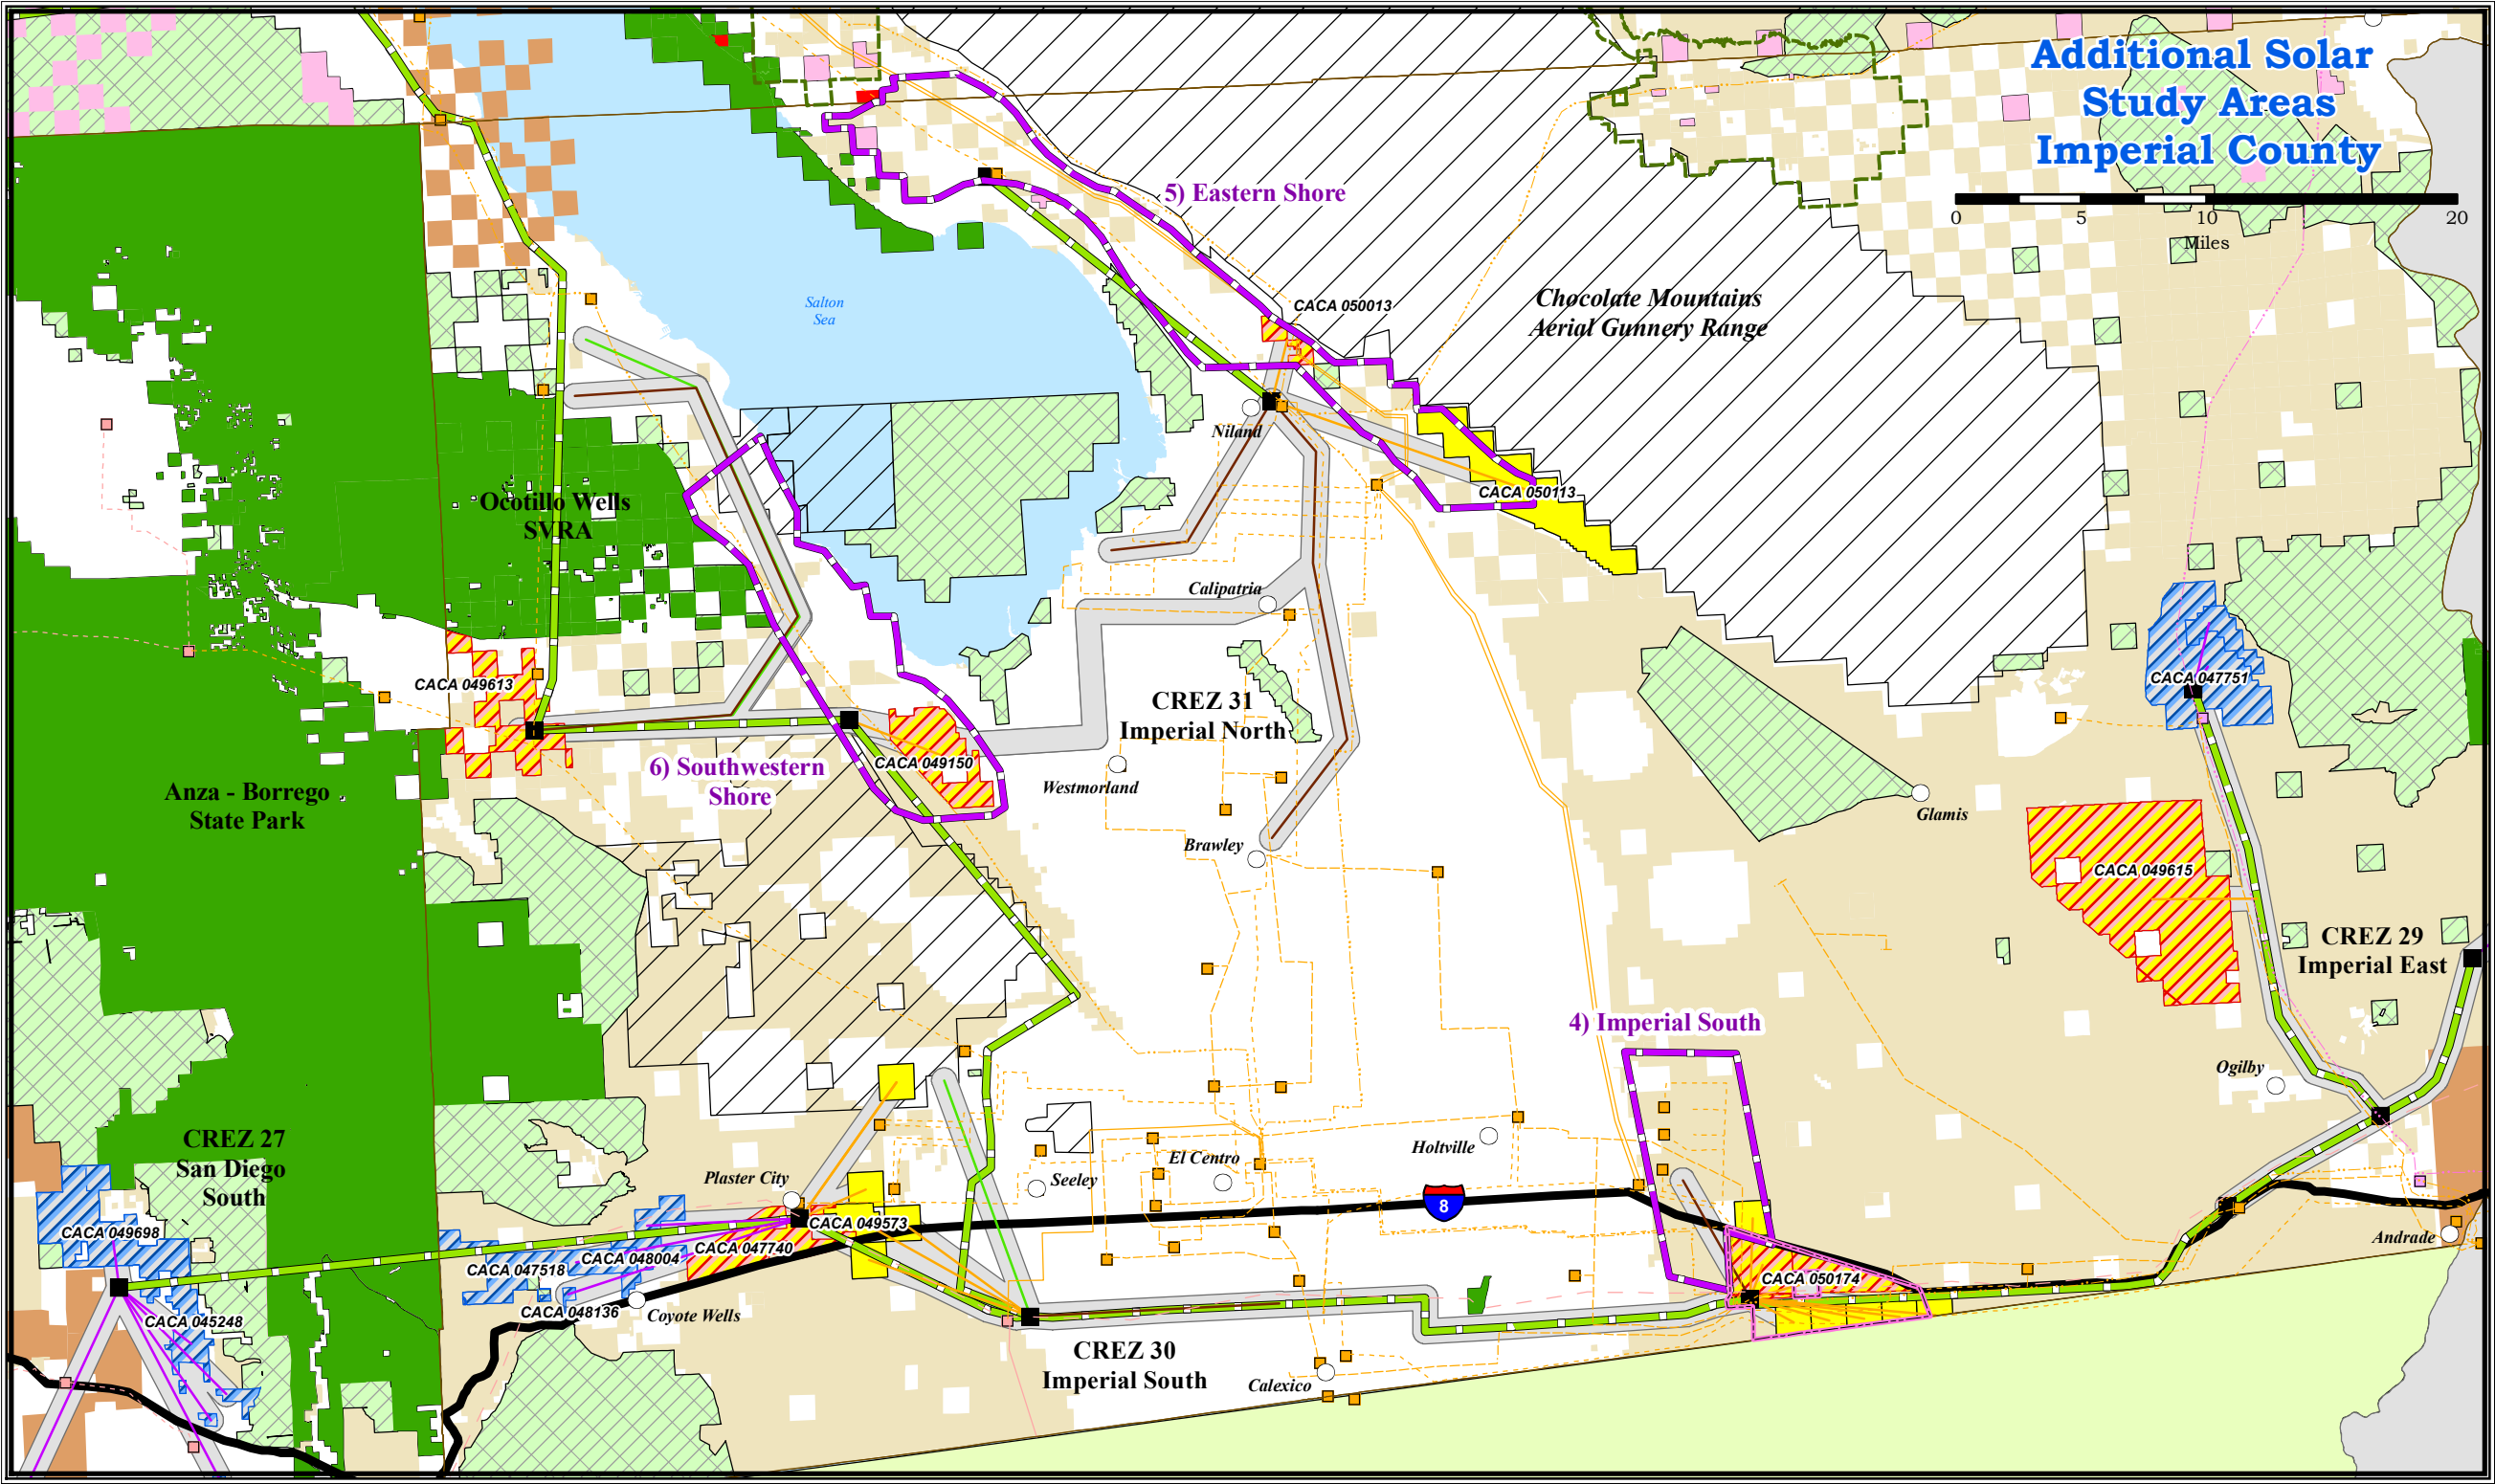 Additional Solar
Study Areas
Imperial County
0 5 10 20
Miles
5) Eastern Shore
Salton
Sea
CACA 050013
Chocolate Mountains
Aerial Gunnery Range
Niland
Ocotillo Wells
SVRA
CACA 050113
Calipatria
CACA 049613
CACA 047751
CREZ 31
Imperial North
6) Southwestern
Shore
CACA 049150
Westmorland
Anza - Borrego
State Park
Glamis
Brawley
CACA 049615
CREZ 29
Imperial East
4) Imperial South
Ogilby
CREZ 27
San Diego
South
Holtville
El Centro
Plaster City
Seeley
8
CACA 049698
CACA 049573
Andrade
CACA 047740
CACA 048004
CACA 047518
CACA 050174
CACA 048136
Coyote Wells
CACA 045248
CREZ 30
Imperial South
Calexico